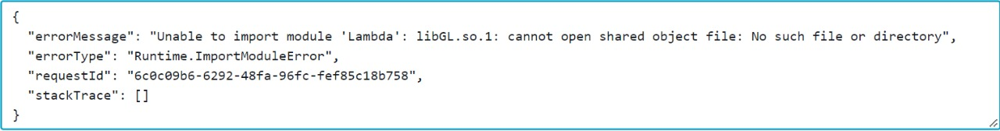 {
"errorMessage": "Unable to import module 'Lambda': libGL.so.1: cannot open shared object file: No such file or directory",
"errorType": "Runtime.ImportModuleError",
"requestId": "6c0c09b6-6292-48fa-96fc-fef85c18b758",
"stackTrace": []
}